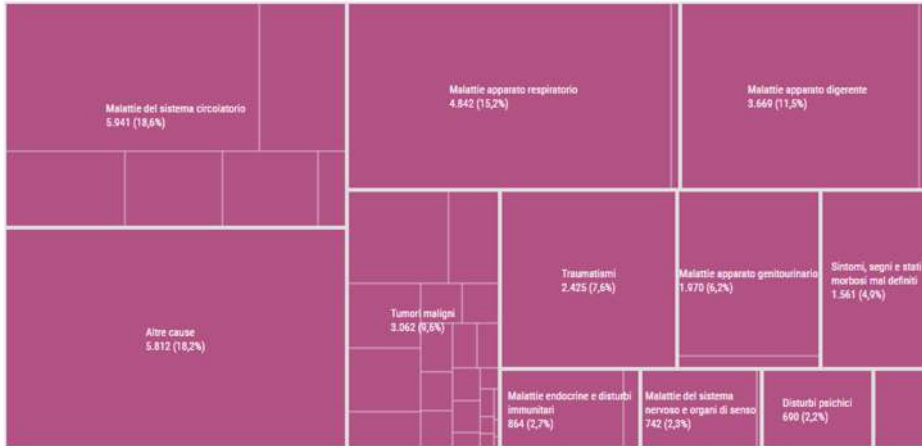 Malattie del sistema circolatorio
5.941 (18,6%)
Malattie apparato respiratorio
4.842 (15,2%)
Malattie apparato digerente
3.669 (11,5%)
Altre cause
5.812 (18,2%)
Tumori maligni
3.062 (9,6%)
Traumatismi
2.425 (7,6%)
Malattie apparato genitourinario
1.970 (6,2%)
Sintomi, segni e stati
morbosi mal definiti
1.561 (4,9%)
Malattie endocrine e disturbi
immunitari
864 (2,7%)
Malattie del sistema
nervoso e organi di senso
742 (2,3%)
Disturbi psichici
690 (2,2%)